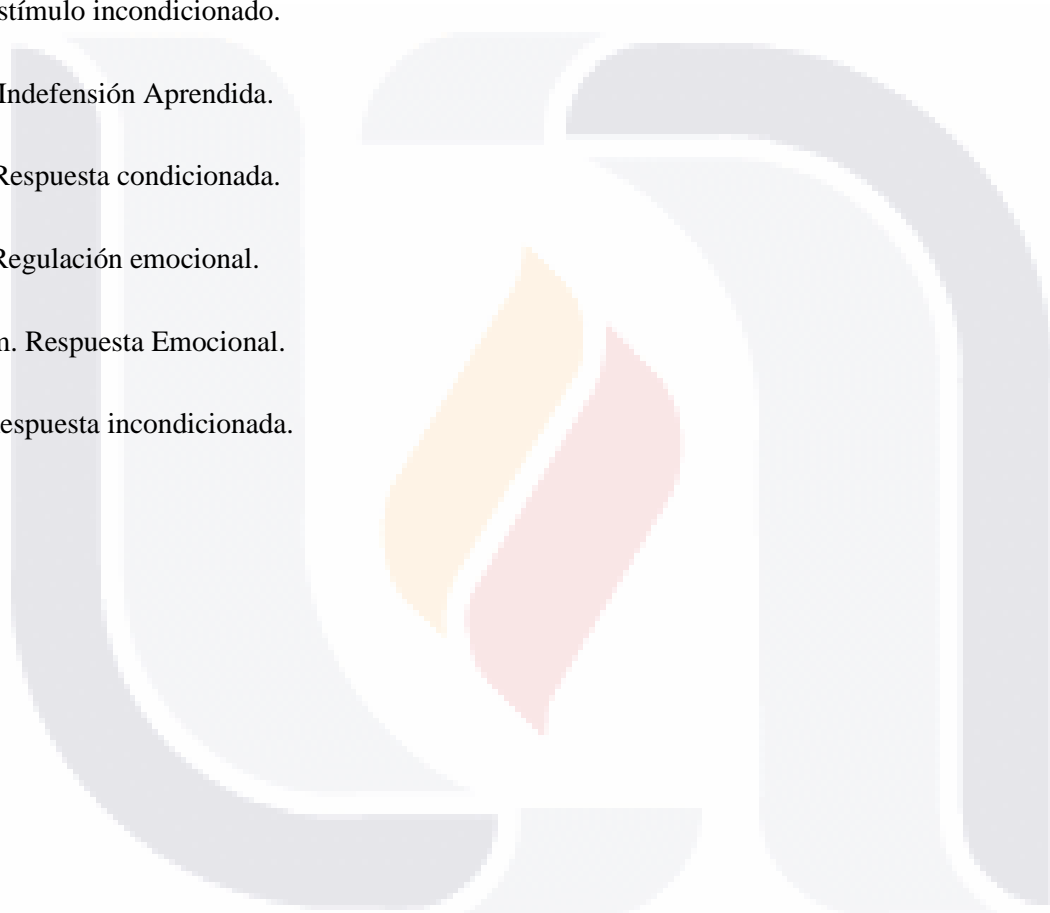 stímulo incondicionado.
Indefensión Aprendida.
Respuesta condicionada.
Regulación emocional.
m. Respuesta Emocional.
espuesta incondicionada.